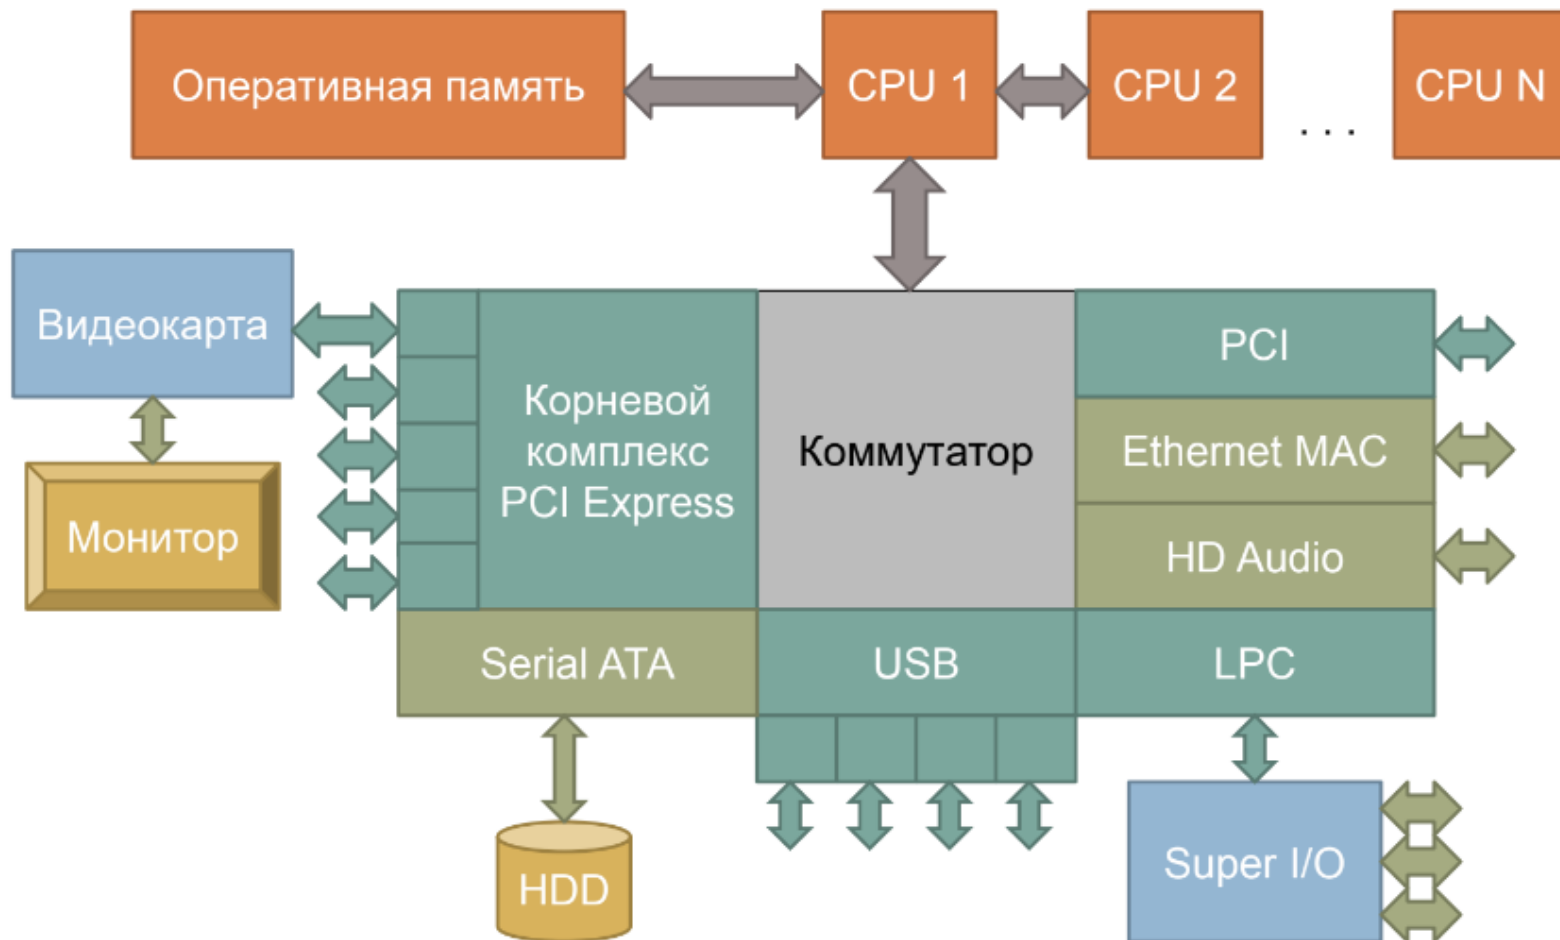 Оперативная память
CPU 1
CPU 2
. . .
CPU N
Видеокарта
Монитор
Корневой
комплекс
PCI Express
Коммутатор
PCI
Ethernet MAC
HD Audio
Serial ATA
USB
LPC
HDD
Super I/O